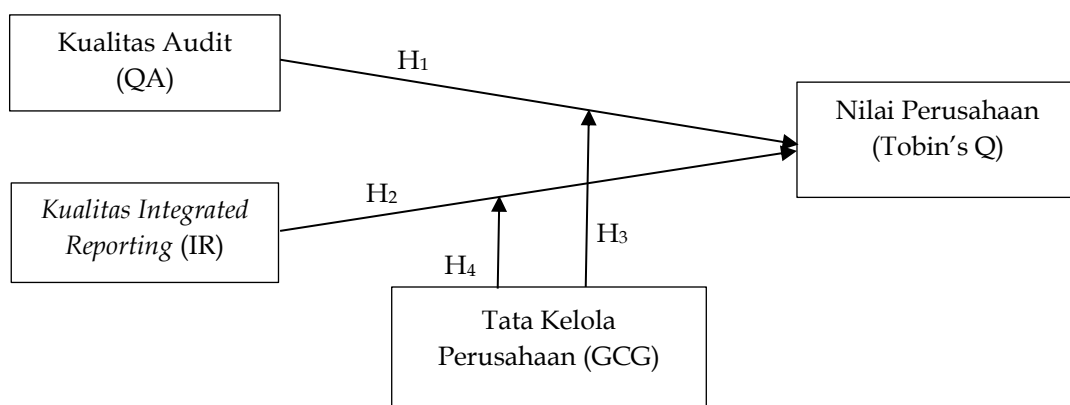 Kualitas Audit
(QA)
H1
Nilai Perusahaan
(Tobin’s Q)
Kualitas Integrated
Reporting (IR)
H2
H3
H4
Tata Kelola
Perusahaan (GCG)